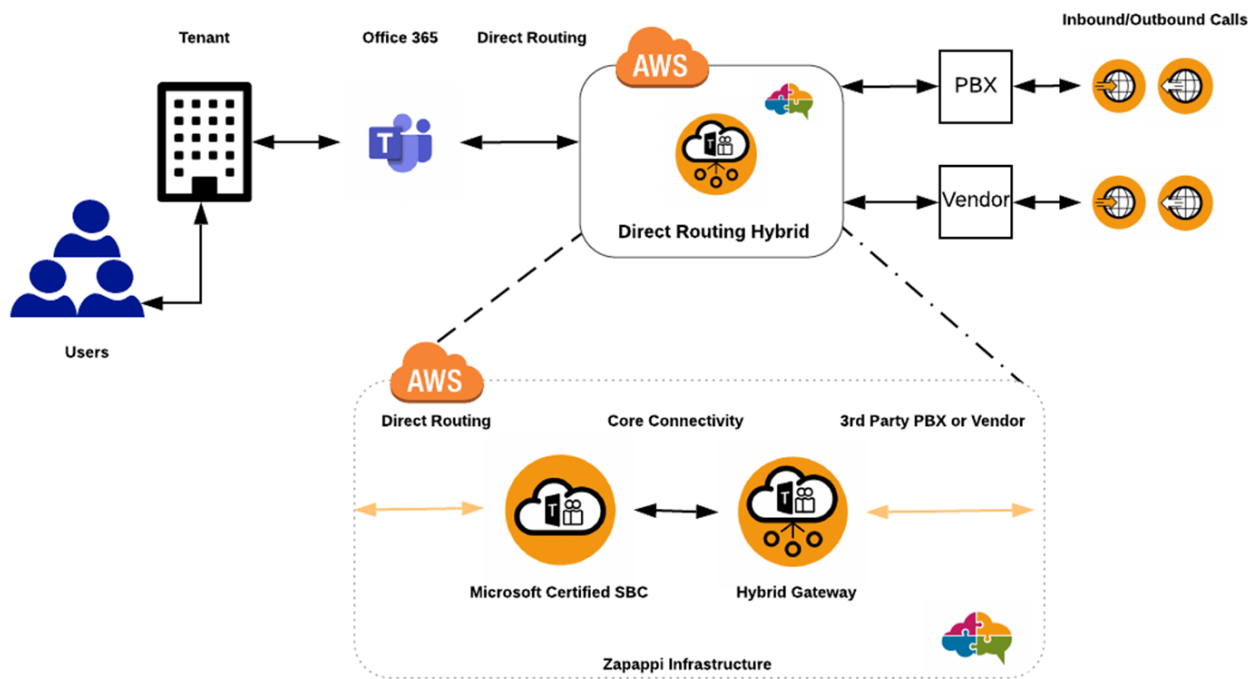 Tenant
Office 365
Direct Routing
Inbound/Outbound Calls
AWS
T
T
PBX
Vendor
Direct Routing Hybrid
Users
AWS
Direct Routing
Core Connectivity
3rd Party PBX or Vendor
T
T
Microsoft Certified SBC
Hybrid Gateway
Zapappi Infrastructure